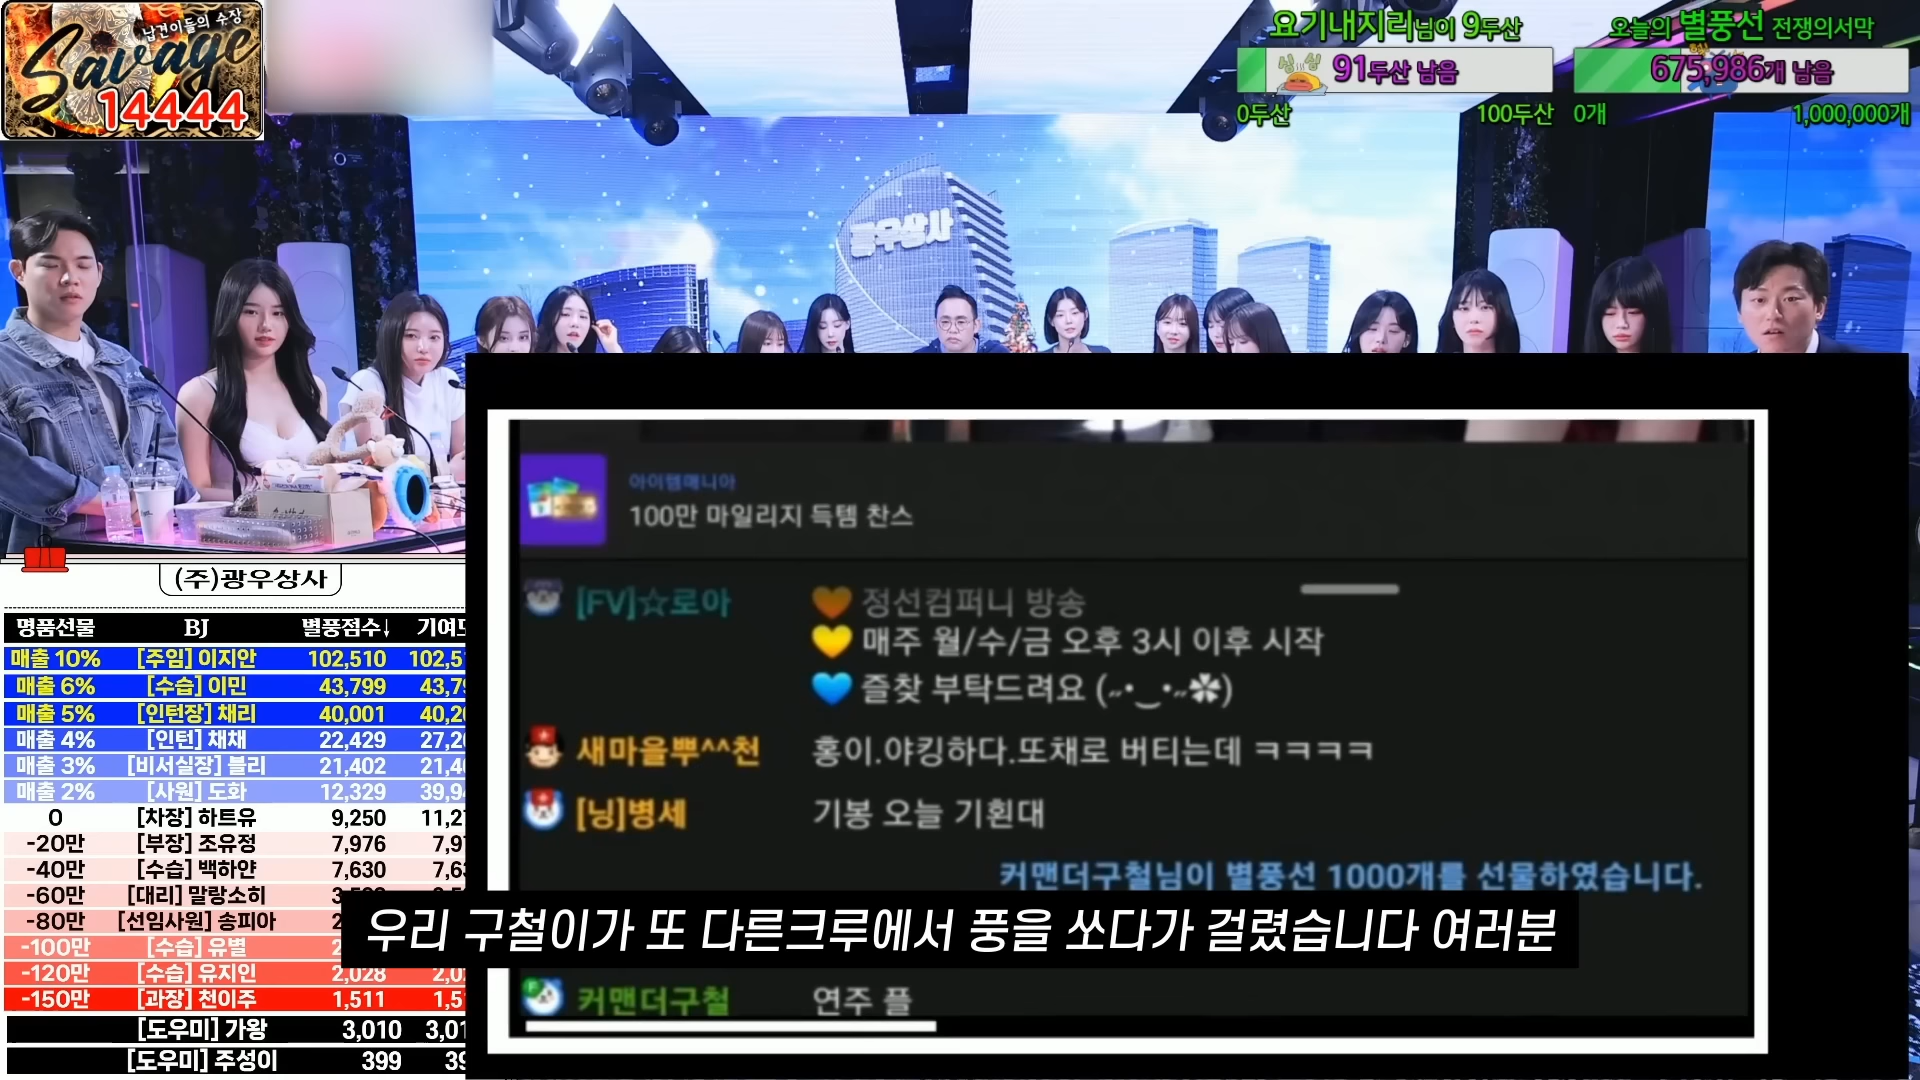 납견이들의 수장
Savage
14444
요기내지리님이 9두산
91두산 남음
0두산
100두산
오늘의 별풍선 전쟁의서막
675,986개 남음
0개
1,000,000개
광우상사
(주)광우상사
명품선물 BJ 별풍점수↓
매출 10% [주임] 이지안 102,510
매출 6% [수습] 이민 43,799
매출 5% [인턴장] 채리 40,001
매출 4% [인턴] 채채 22,429
매출 3% [비서실장] 블리 21,402
매출 2% [사원] 도화 12,329
0 [차장] 하트유 9,250
-20만 [부장] 조유정 7,976
-40만 [수습] 백하얀 7,630
-60만 [대리] 말랑소히
-80만 [선임사원] 송피아
-100만 [수습] 유별
-120만 [수습] 유지인 2,028
-150만 [과장] 천이주 1,511
[도우미] 가왕 3,010
[도우미] 주성이 399
아이템매니아
100만 마일리지 득템 찬스
[FV]☆로아 🧡 정선컴퍼니 방송
💛 매주 월/수/금 오후 3시 이후 시작
💙 즐찾 부탁드려요 (˶• ‿ •˶✽)
새마을뿌^^천 홍이.야킹하다.또채로 버티는데 ㅋㅋㅋㅋ
[닝]병세 기봉 오늘 기횐대
커맨더구철님이 별풍선 1000개를 선물하였습니다.
우리 구철이가 또 다른크루에서 풍을 쏘다가 걸렸습니다 여러분
커맨더구철 연주 플